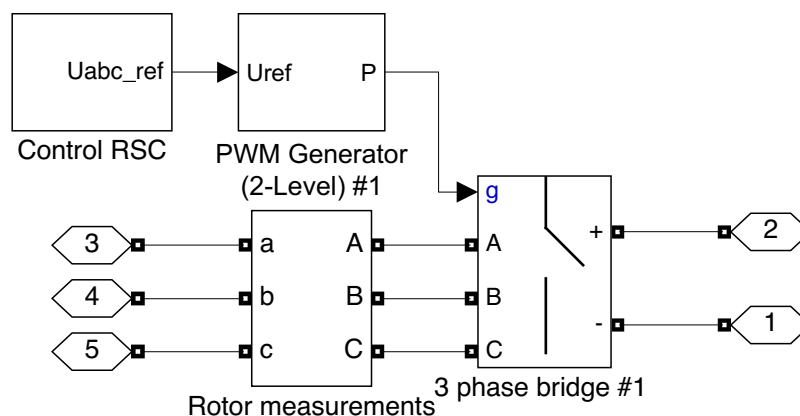 Uabc_ref
Control RSC
Uref P
PWM Generator
(2-Level) #1
g
3 a A A + 2
4 b B B
5 c C C - 1
Rotor measurements
3 phase bridge #1